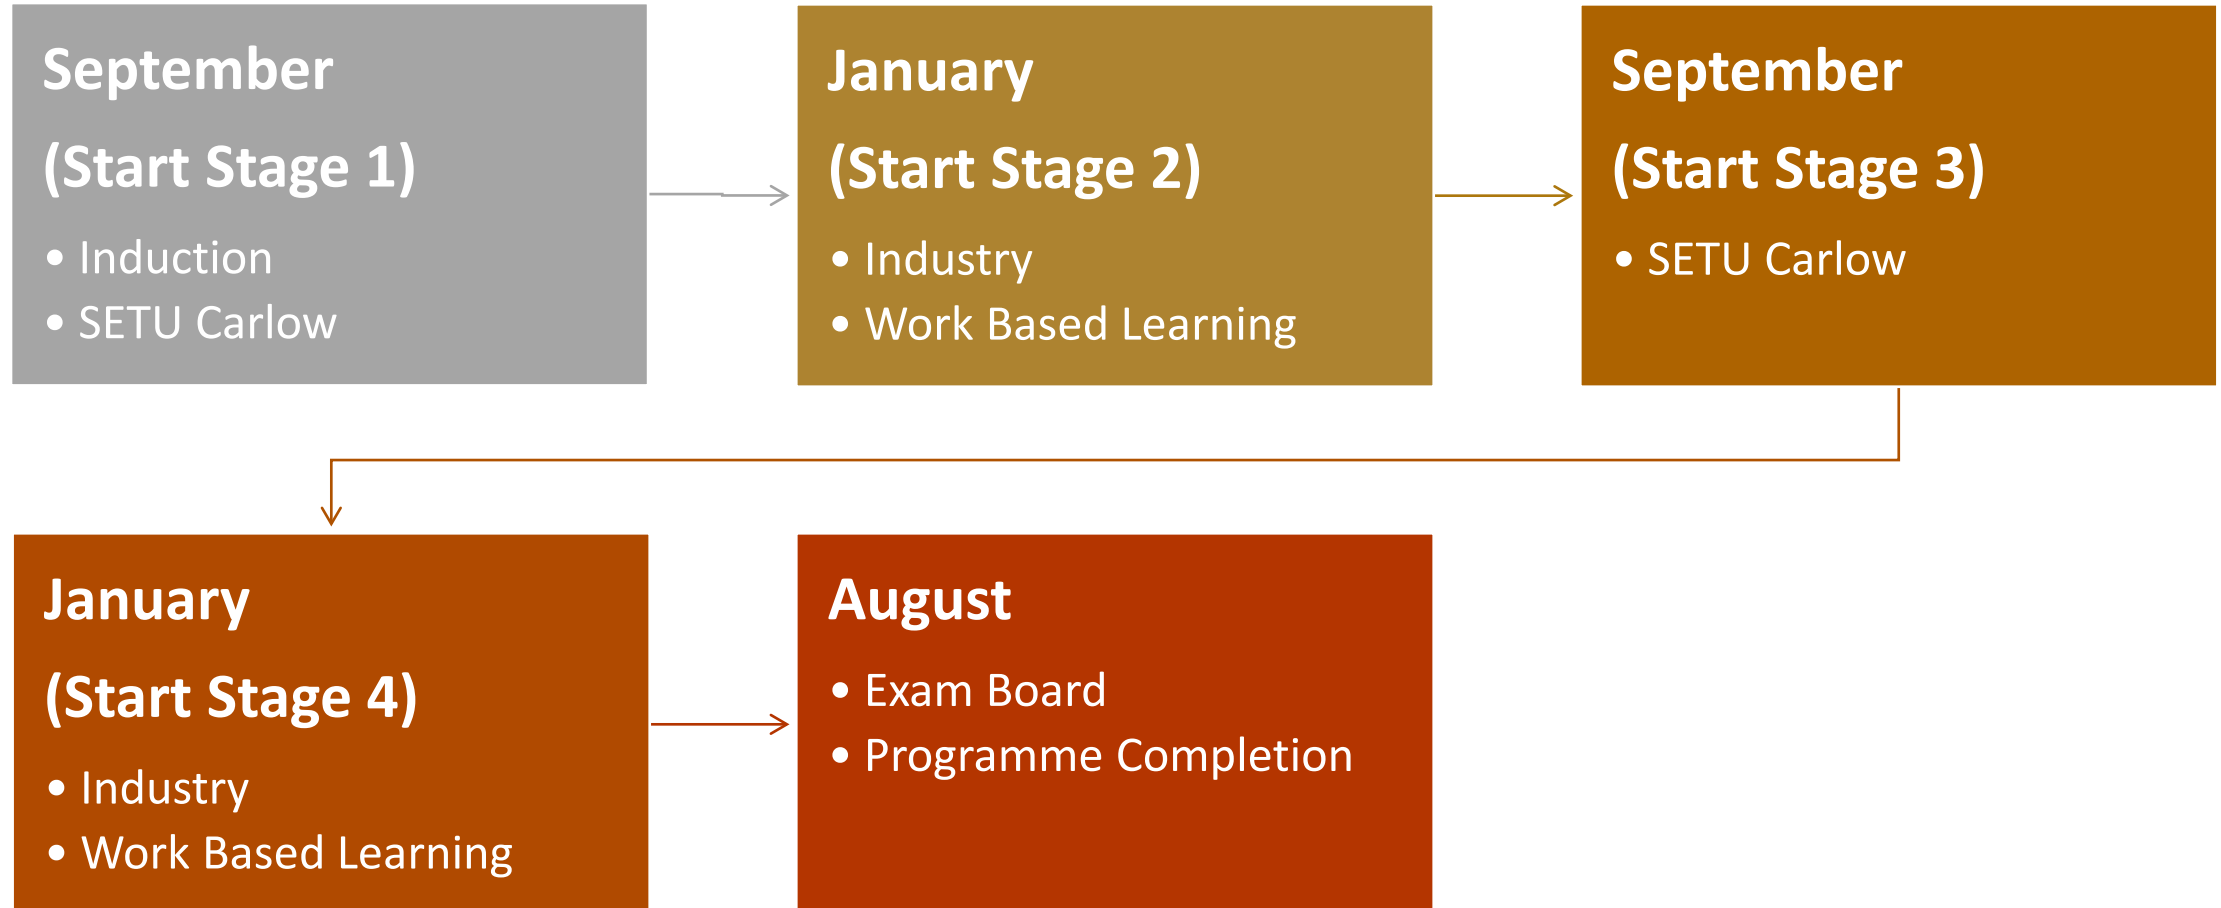 September
(Start Stage 1)
• Induction
• SETU Carlow
January
(Start Stage 2)
• Industry
• Work Based Learning
September
(Start Stage 3)
• SETU Carlow
January
(Start Stage 4)
• Industry
• Work Based Learning
August
• Exam Board
• Programme Completion